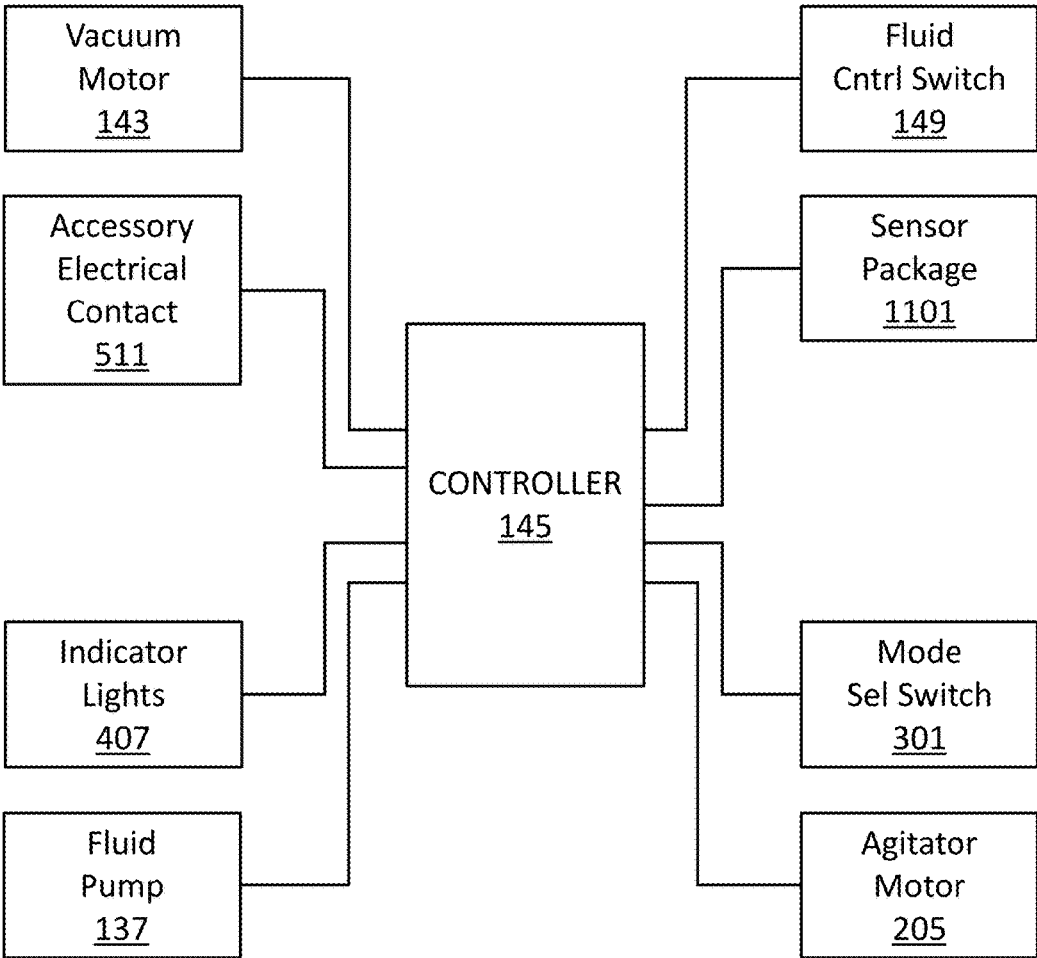 Vacuum
Motor
143
Accessory
Electrical
Contact
511
Indicator
Lights
407
Fluid
Pump
137
CONTROLLER
145
Fluid
Cntrl Switch
149
Sensor
Package
1101
Mode
Sel Switch
301
Agitator
Motor
205